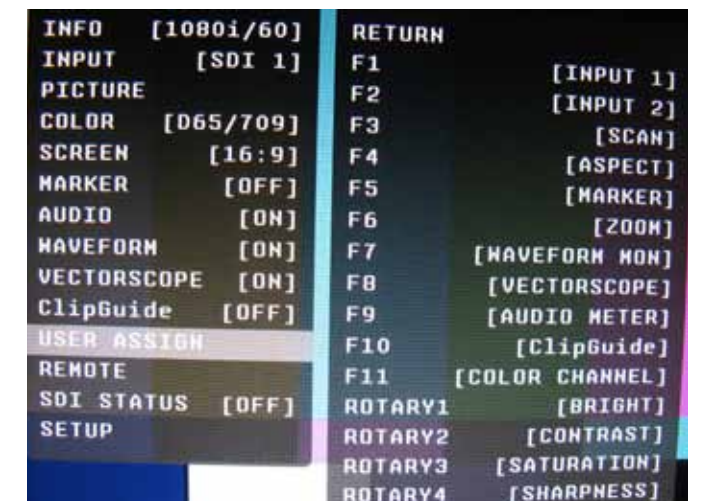 INFO [1080i/60]
INPUT [SDI 1]
PICTURE
COLOR [D65/709]
SCREEN [16:9]
MARKER [OFF]
AUDIO [ON]
WAVEFORM [ON]
VECTORSCOPE [ON]
ClipGuide [OFF]
USER ASSIGN
REMOTE
SDI STATUS [OFF]
SETUP
RETURN
F1 [INPUT 1]
F2 [INPUT 2]
F3 [SCAN]
F4 [ASPECT]
F5 [MARKER]
F6 [ZOOM]
F7 [WAVEFORM MON]
F8 [VECTORSCOPE]
F9 [AUDIO METER]
F10 [ClipGuide]
F11 [COLOR CHANNEL]
ROTARY1 [BRIGHT]
ROTARY2 [CONTRAST]
ROTARY3 [SATURATION]
ROTARY4 [SHARPNESS]